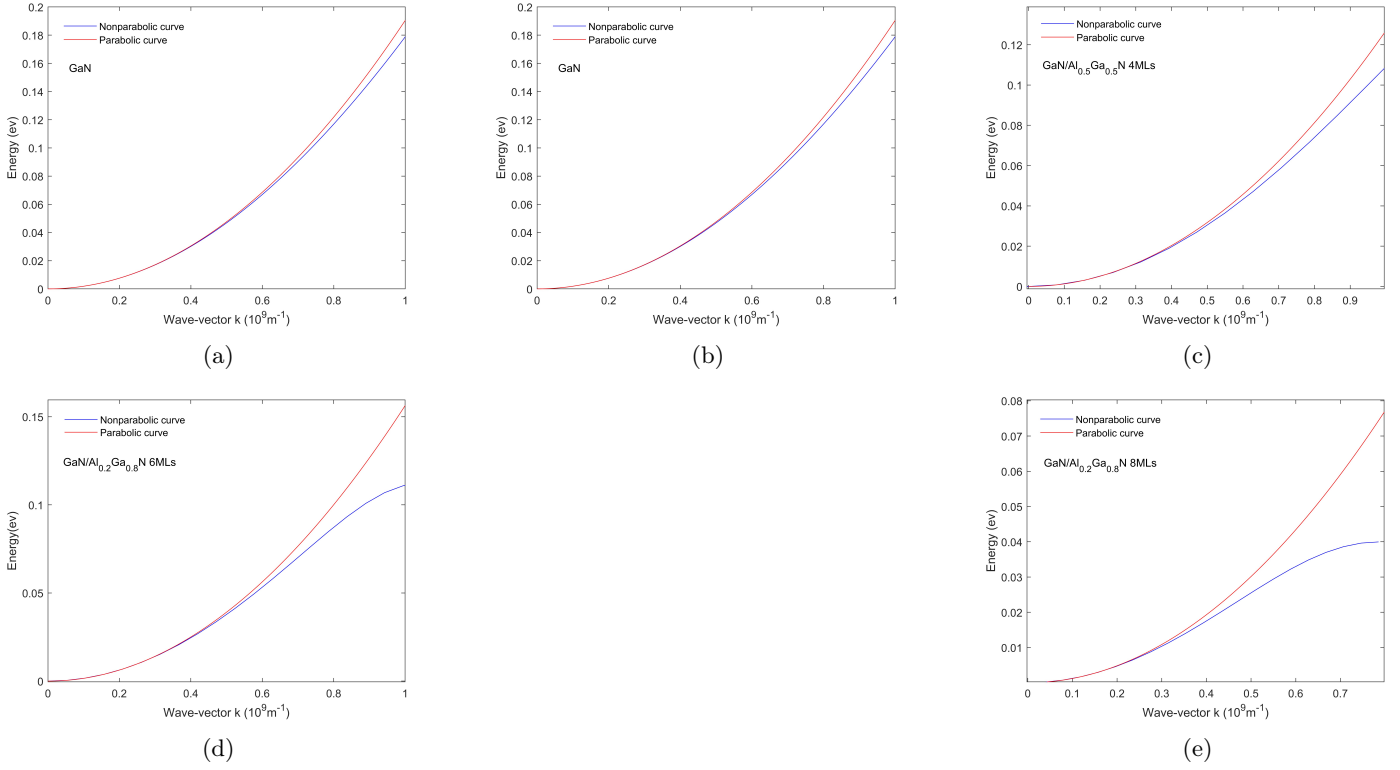 0.2
0.18
0.16
0.14
0.12
0.1
0.08
0.06
0.04
0.02
0
Energy (ev)
Nonparabolic curve
Parabolic curve
GaN
0 0.2 0.4 0.6 0.8 1
Wave-vector k (10⁹m⁻¹)
(a)
0.2
0.18
0.16
0.14
0.12
0.1
0.08
0.06
0.04
0.02
0
Energy (ev)
Nonparabolic curve
Parabolic curve
GaN
0 0.2 0.4 0.6 0.8 1
Wave-vector k (10⁹m⁻¹)
(b)
0.12
0.1
0.08
0.06
0.04
0.02
0
Energy (ev)
Nonparabolic curve
Parabolic curve
GaN/Al₀.₅Ga₀.₅N 4MLs
0 0.1 0.2 0.3 0.4 0.5 0.6 0.7 0.8 0.9
Wave-vector k (10⁹m⁻¹)
(c)
0.15
0.1
0.05
0
Energy(ev)
Nonparabolic curve
Parabolic curve
GaN/Al₀.₂Ga₀.₈N 6MLs
0 0.2 0.4 0.6 0.8 1
Wave-vector k (10⁹m⁻¹)
(d)
0.08
0.07
0.06
0.05
0.04
0.03
0.02
0.01
Energy (ev)
Nonparabolic curve
Parabolic curve
GaN/Al₀.₂Ga₀.₈N 8MLs
0 0.1 0.2 0.3 0.4 0.5 0.6 0.7
Wave-vector k (10⁹m⁻¹)
(e)